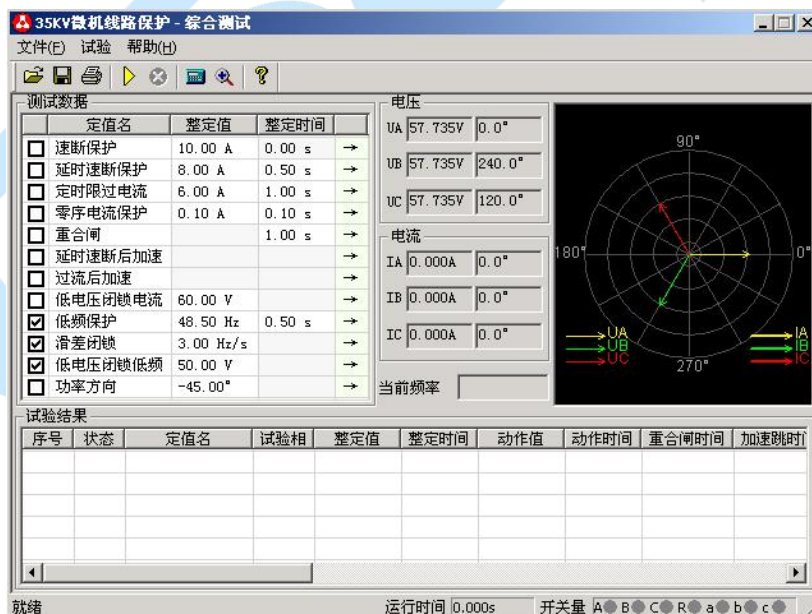 35KV微机线路保护 - 综合测试
文件(F) 试验 帮助(H)
测试数据
定值名 整定值 整定时间
速断保护 10.00 A 0.00 s →
延时速断保护 8.00 A 0.50 s →
定时限过电流 6.00 A 1.00 s →
零序电流保护 0.10 A 0.10 s →
重合闸 1.00 s →
延时速断后加速 →
过流后加速 →
低电压闭锁电流 60.00 V →
低频保护 48.50 Hz 0.50 s →
滑差闭锁 3.00 Hz/s →
低电压闭锁低频 50.00 V →
功率方向 -45.00° →
电压
UA 57.735V 0.0°
UB 57.735V 240.0°
UC 57.735V 120.0°
电流
IA 0.000A 0.0°
IB 0.000A 0.0°
IC 0.000A 0.0°
当前频率
90°
180° 0°
270°
UA IA
UB IB
UC IC
试验结果
序号 状态 定值名 试验相 整定值 整定时间 动作值 动作时间 重合闸时间 加速跳时
就绪 运行时间 0.000s 开关量 A B C R a b c